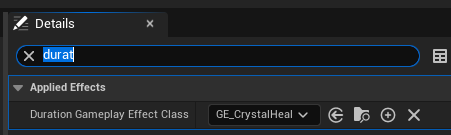 Details
durat
Applied Effects
Duration Gameplay Effect Class GE_CrystalHeal